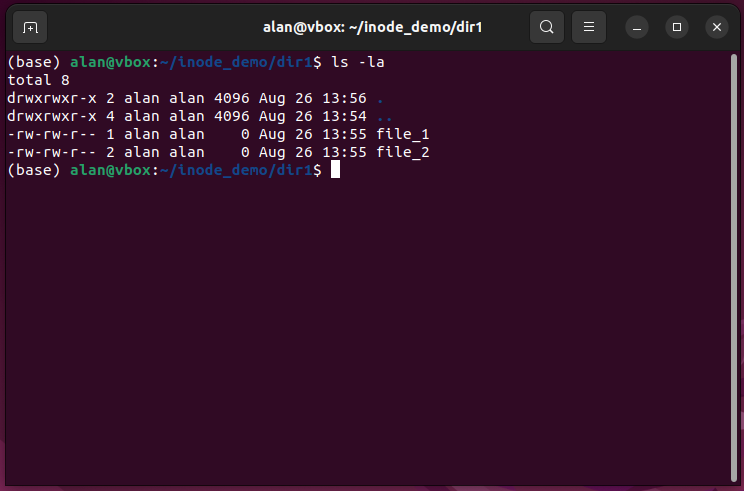 alan@vbox: ~/inode_demo/dir1
(base) alan@vbox:~/inode_demo/dir1$ ls -la
total 8
drwxrwxr-x 2 alan alan 4096 Aug 26 13:56 .
drwxrwxr-x 4 alan alan 4096 Aug 26 13:54 ..
-rw-rw-r-- 1 alan alan    0 Aug 26 13:55 file_1
-rw-rw-r-- 2 alan alan    0 Aug 26 13:55 file_2
(base) alan@vbox:~/inode_demo/dir1$